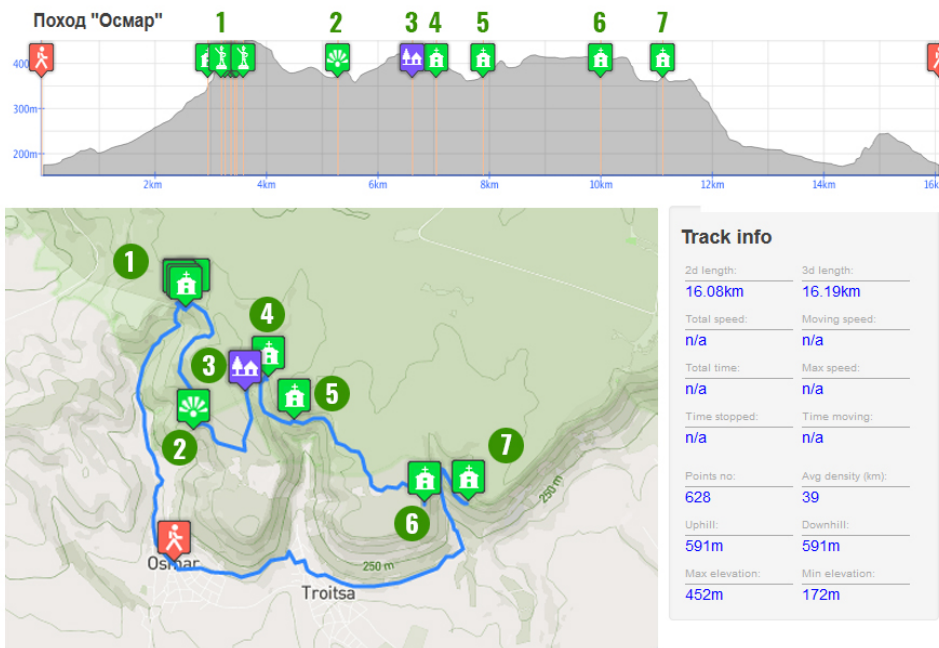 Поход "Осмар"
1 2 3 4 5 6 7
400
300m
200m
2km 4km 6km 8km 10km 12km 14km 16k
1
4
3
5
2
7
6
250 m
Osmar
250 m
Troitsa
Track info
2d length: 3d length:
16.08km 16.19km
Total speed: Moving speed:
n/a n/a
Total time: Max speed:
n/a n/a
Time stopped: Time moving:
n/a n/a
Points no: Avg density (km):
628 39
Uphill: Downhill:
591m 591m
Max elevation: Min elevation:
452m 172m